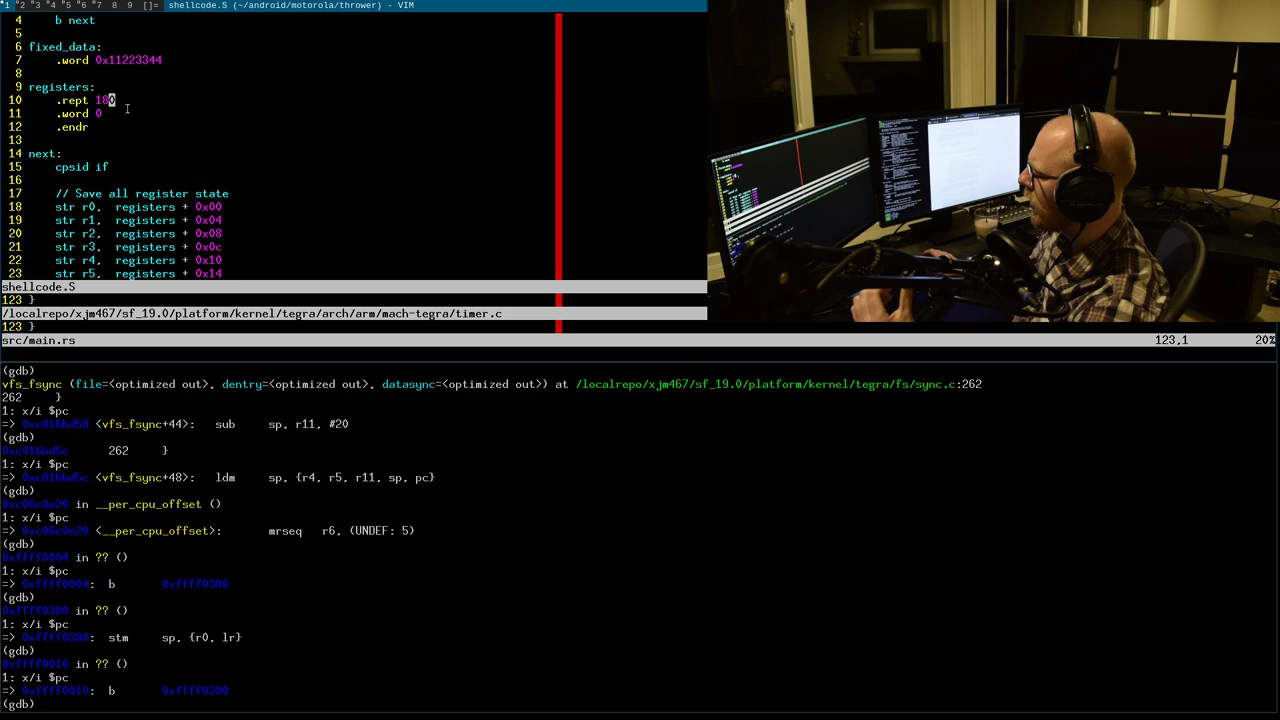 1 2 3 4 5 6 7 8 9 []= shellcode.S (~/android/motorola/thrower) - VIM
4 b next
5
6 fixed_data:
7 .word 0x11223344
8
9 registers:
10 .rept 180
11 .word 0
12 .endr
13
14 next:
15 cpsid if
16
17 // Save all register state
18 str r0, registers + 0x00
19 str r1, registers + 0x04
20 str r2, registers + 0x08
21 str r3, registers + 0x0c
22 str r4, registers + 0x10
23 str r5, registers + 0x14
shellcode.S
123 }
/localrepo/xjm467/sf_19.0/platform/kernel/tegra/arch/arm/mach-tegra/timer.c
123 }
src/main.rs 123,1 20%
(gdb)
vfs_fsync (file=<optimized out>, dentry=<optimized out>, datasync=<optimized out>) at /localrepo/xjm467/sf_19.0/platform/kernel/tegra/fs/sync.c:262
262 }
1: x/i $pc
=> 0xc016bd58 <vfs_fsync+44>: sub sp, r11, #20
(gdb)
0xc016bd5c 262 }
1: x/i $pc
=> 0xc016bd5c <vfs_fsync+48>: ldm sp, {r4, r5, r11, sp, pc}
(gdb)
0xc06c0e20 in __per_cpu_offset ()
1: x/i $pc
=> 0xc06c0e20 <__per_cpu_offset>: mrseq r6, (UNDEF: 5)
(gdb)
0xffff0004 in ?? ()
1: x/i $pc
=> 0xffff0004: b 0xffff0380
(gdb)
0xffff0380 in ?? ()
1: x/i $pc
=> 0xffff0380: stm sp, {r0, lr}
(gdb)
0xffff0010 in ?? ()
1: x/i $pc
=> 0xffff0010: b 0xffff0280
(gdb)